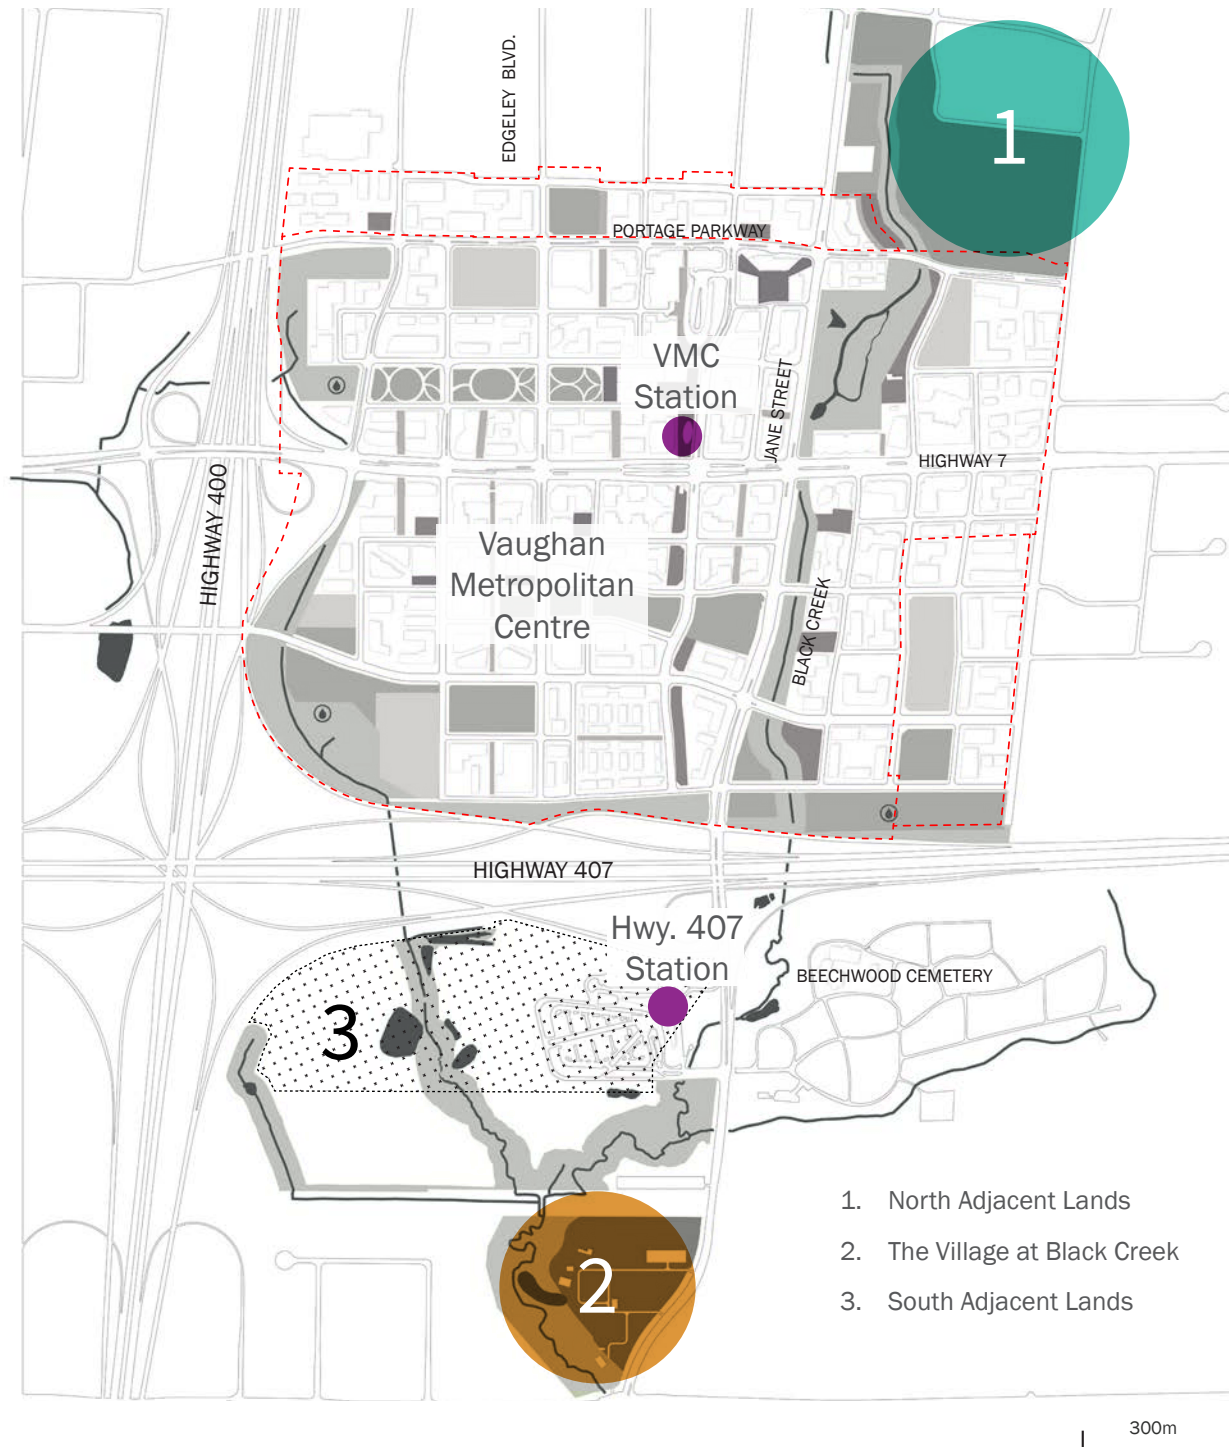 EDGELEY BLVD.
1
PORTAGE PARKWAY
VMC
Station
JANE STREET
HIGHWAY 7
HIGHWAY 400
Vaughan
Metropolitan
Centre
BLACK CREEK
HIGHWAY 407
Hwy. 407
Station
BEECHWOOD CEMETERY
3
1. North Adjacent Lands
2. The Village at Black Creek
3. South Adjacent Lands
2
300m